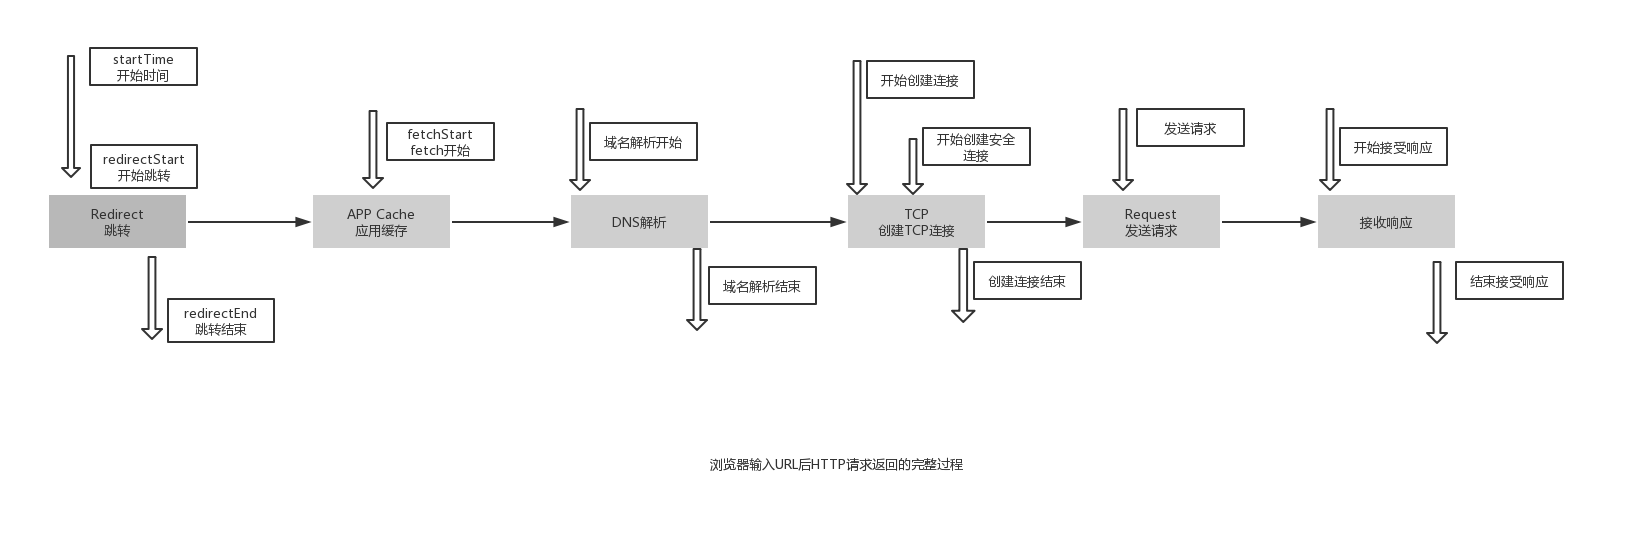 startTime
开始时间
redirectStart
开始跳转
fetchStart
fetch开始
域名解析开始
开始创建连接
开始创建安全
连接
发送请求
开始接受响应
Redirect
跳转
APP Cache
应用缓存
DNS解析
TCP
创建TCP连接
Request
发送请求
接收响应
redirectEnd
跳转结束
域名解析结束
创建连接结束
结束接受响应
浏览器输入URL后HTTP请求返回的完整过程